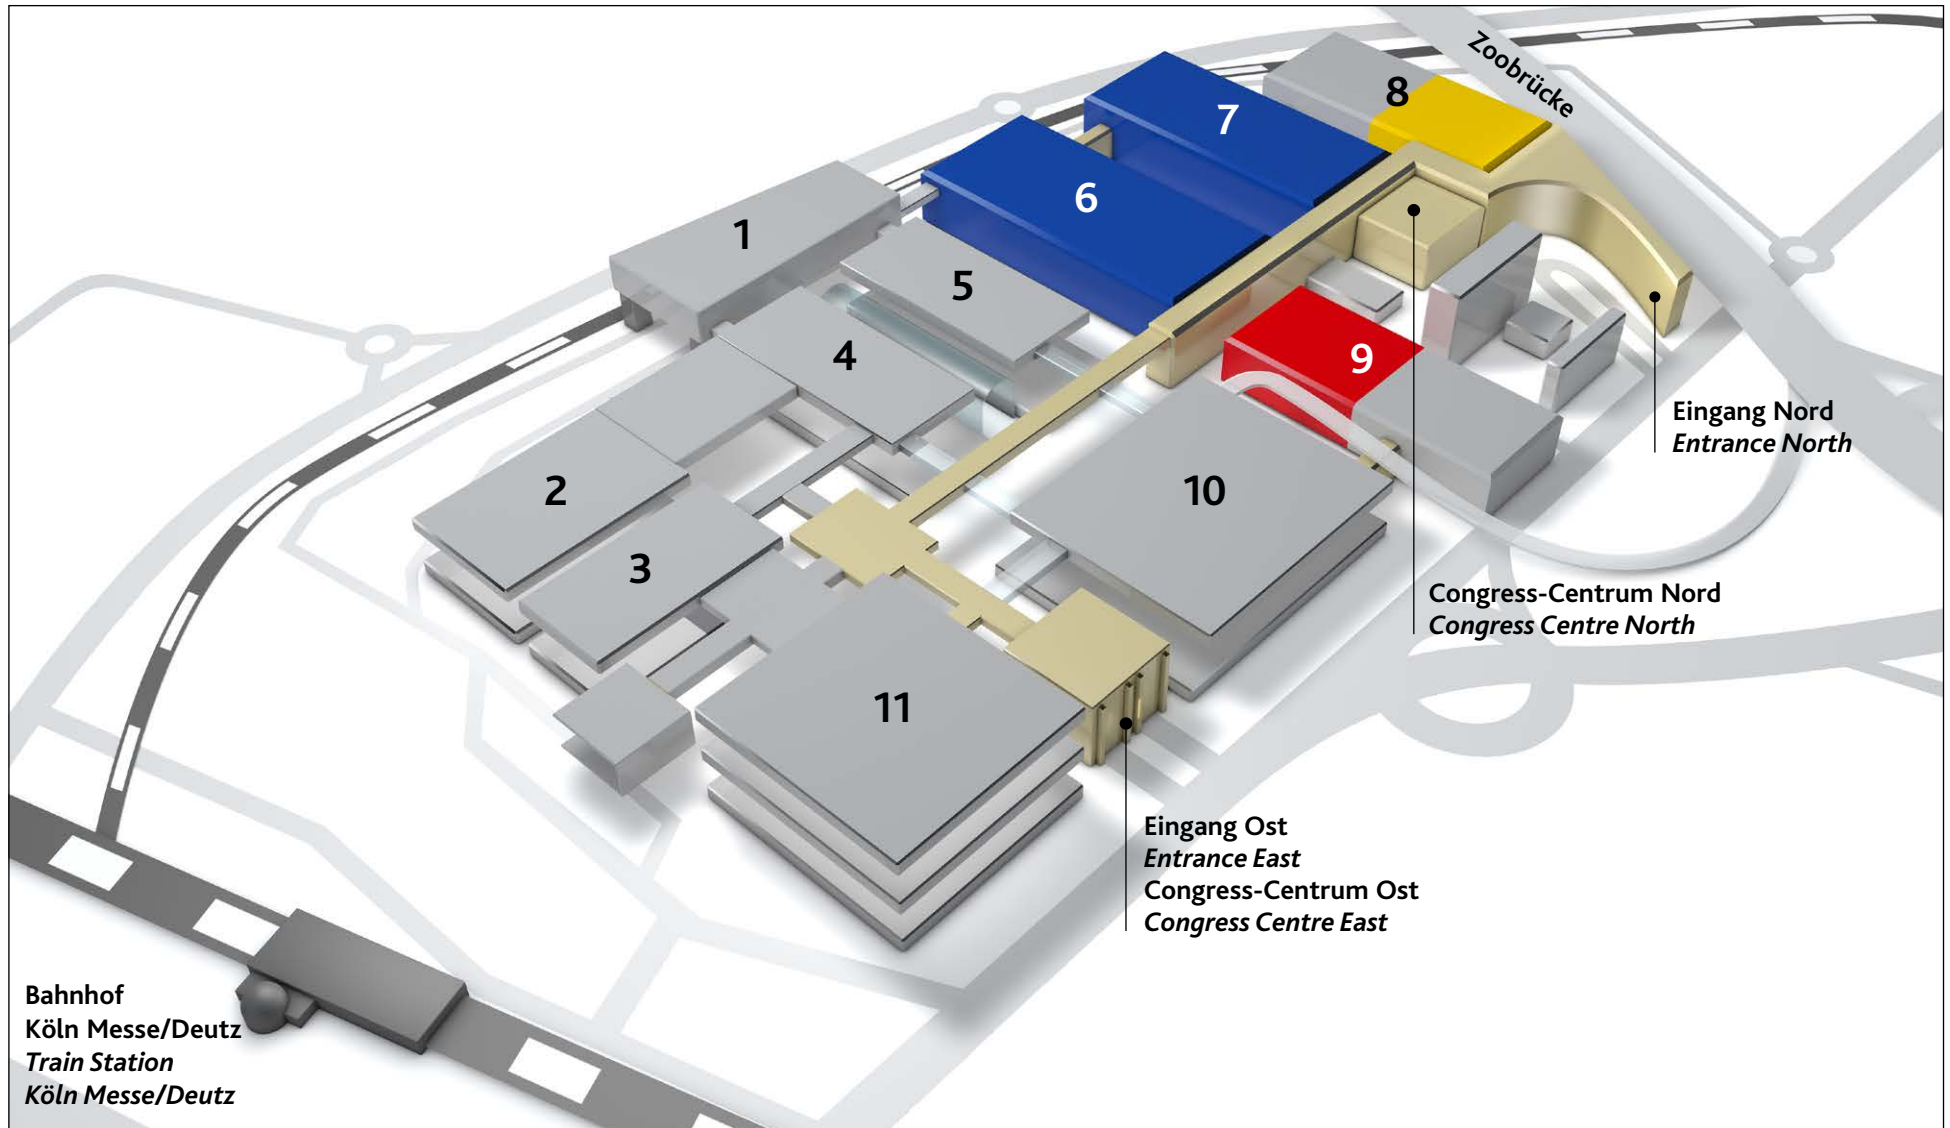 Zoobrücke
8
7
6
1
5
4
9
Eingang Nord
Entrance North
2
10
3
Congress-Centrum Nord
Congress Centre North
11
Eingang Ost
Entrance East
Congress-Centrum Ost
Congress Centre East
Bahnhof
Köln Messe/Deutz
Train Station
Köln Messe/Deutz